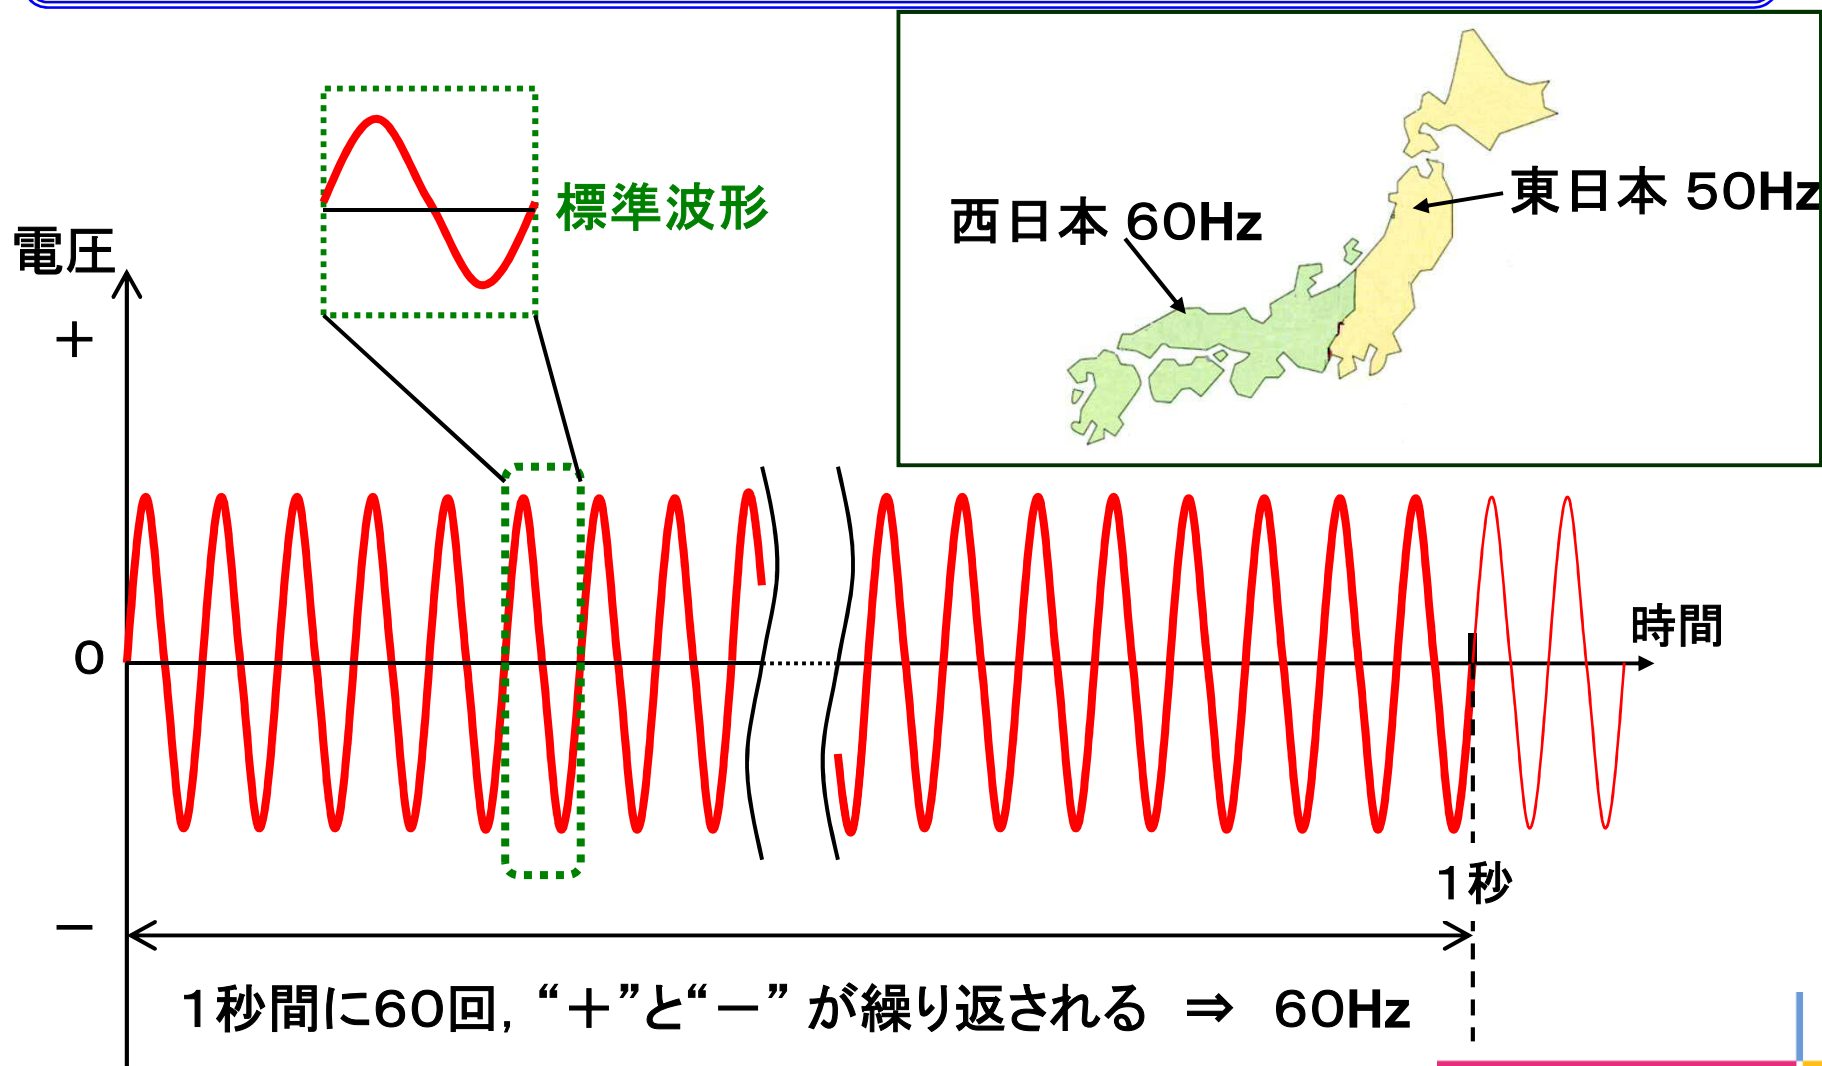 標準波形
西日本 60Hz
東日本 50Hz
電圧
＋
0
－
時間
1秒
1秒間に60回, “＋”と“－” が繰り返される ⇒ 60Hz